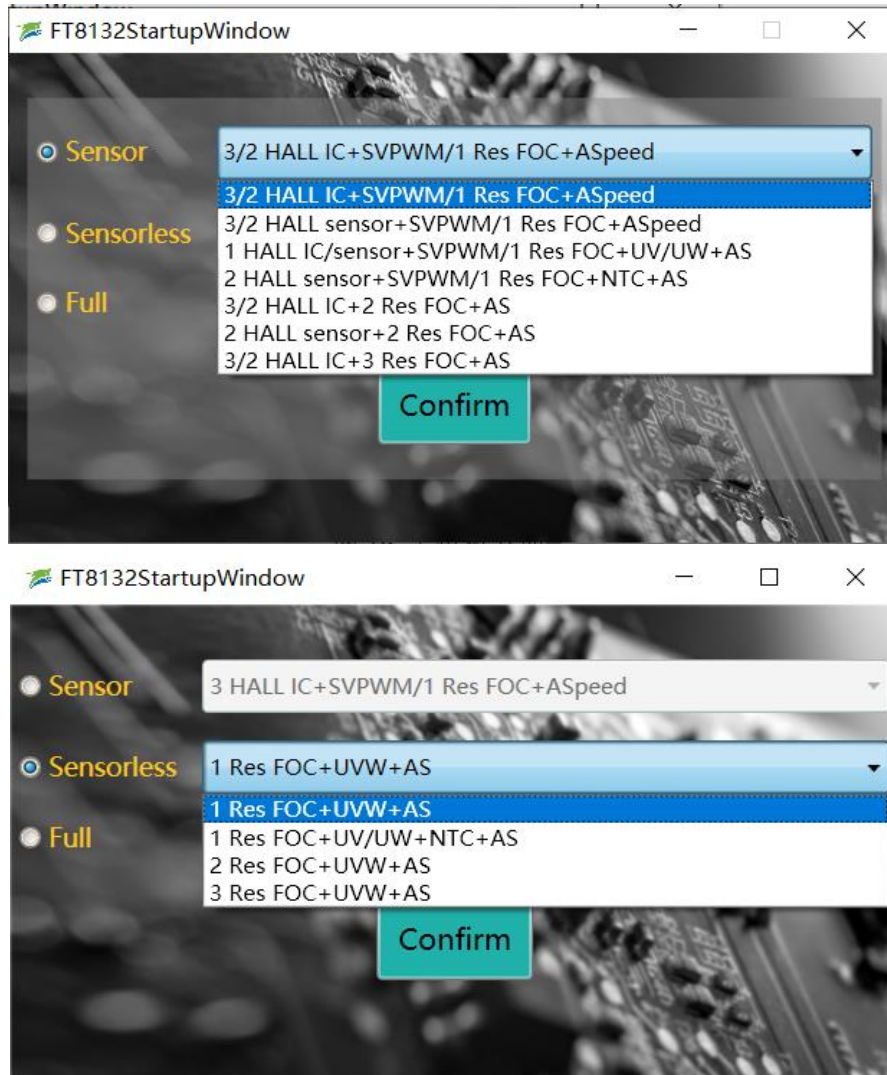 FT8132StartupWindow
Sensor
3/2 HALL IC+SVPWM/1 Res FOC+ASpeed
3/2 HALL IC+SVPWM/1 Res FOC+ASpeed
3/2 HALL sensor+SVPWM/1 Res FOC+ASpeed
Sensorless
1 HALL IC/sensor+SVPWM/1 Res FOC+UV/UW+AS
2 HALL sensor+SVPWM/1 Res FOC+NTC+AS
Full
3/2 HALL IC+2 Res FOC+AS
2 HALL sensor+2 Res FOC+AS
3/2 HALL IC+3 Res FOC+AS
Confirm
FT8132StartupWindow
Sensor
3 HALL IC+SVPWM/1 Res FOC+ASpeed
Sensorless
1 Res FOC+UVW+AS
1 Res FOC+UVW+AS
Full
1 Res FOC+UV/UW+NTC+AS
2 Res FOC+UVW+AS
3 Res FOC+UVW+AS
Confirm